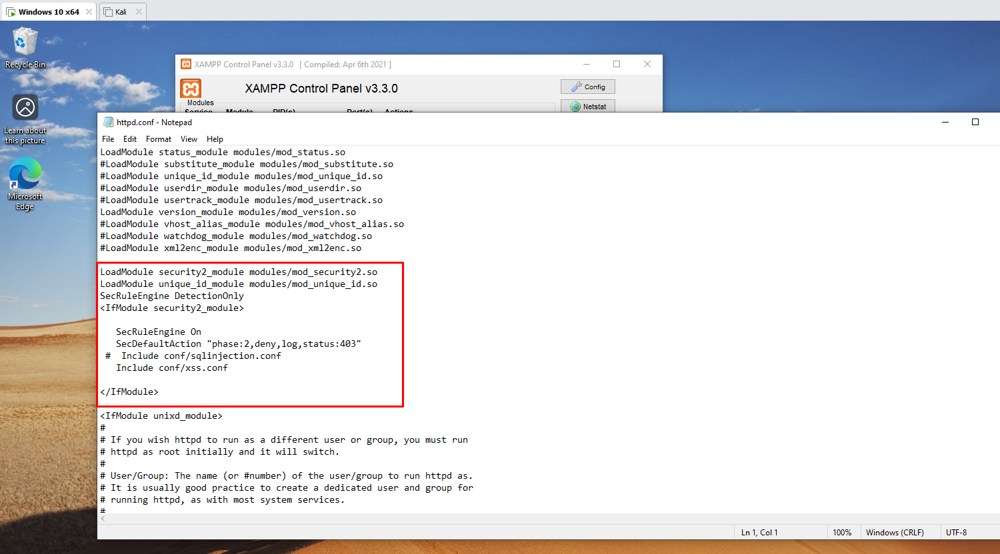 Windows 10 x64
Kali
Recycle Bin
Learn about
this picture
Microsoft
Edge
XAMPP Control Panel v3.3.0 [ Compiled: Apr 6th 2021 ]
XAMPP Control Panel v3.3.0
Config
Modules
Netstat
Service Module PID(s) Port(s) Actions
httpd.conf - Notepad
File Edit Format View Help
LoadModule status_module modules/mod_status.so
#LoadModule substitute_module modules/mod_substitute.so
#LoadModule unique_id_module modules/mod_unique_id.so
#LoadModule userdir_module modules/mod_userdir.so
#LoadModule usertrack_module modules/mod_usertrack.so
LoadModule version_module modules/mod_version.so
#LoadModule vhost_alias_module modules/mod_vhost_alias.so
#LoadModule watchdog_module modules/mod_watchdog.so
#LoadModule xml2enc_module modules/mod_xml2enc.so
LoadModule security2_module modules/mod_security2.so
LoadModule unique_id_module modules/mod_unique_id.so
SecRuleEngine DetectionOnly
<IfModule security2_module>
SecRuleEngine On
SecDefaultAction "phase:2,deny,log,status:403"
#  Include conf/sqlinjection.conf
Include conf/xss.conf
</IfModule>
<IfModule unixd_module>
#
# If you wish httpd to run as a different user or group, you must run
# httpd as root initially and it will switch.
#
# User/Group: The name (or #number) of the user/group to run httpd as.
# It is usually good practice to create a dedicated user and group for
# running httpd, as with most system services.
#
Ln 1, Col 1
100%
Windows (CRLF)
UTF-8